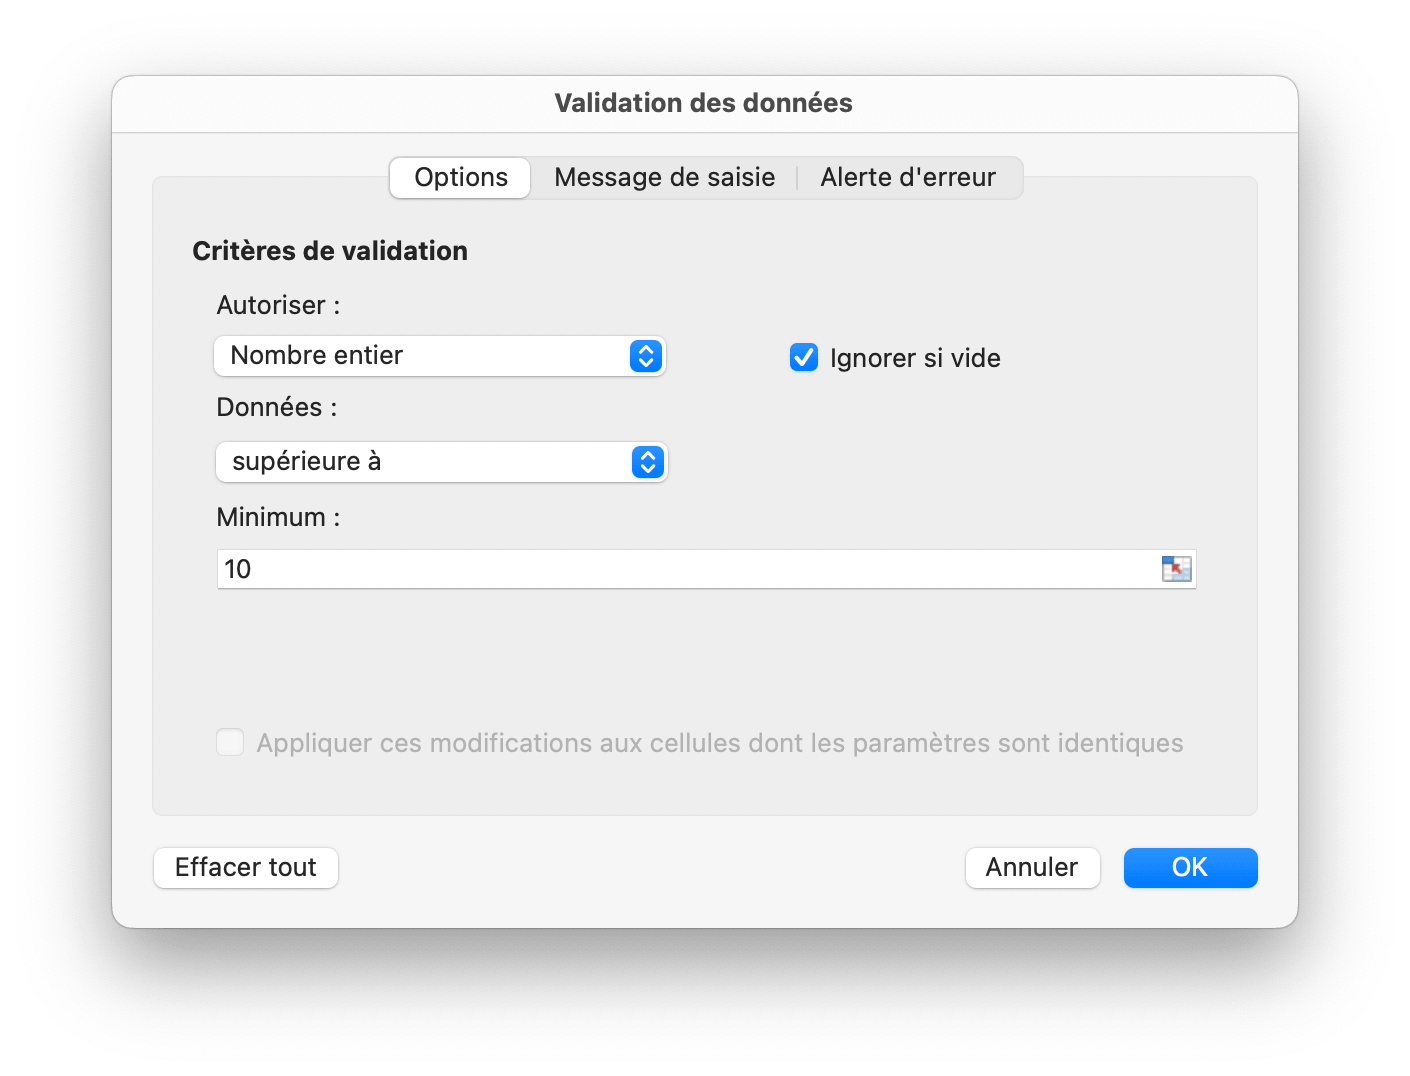 Validation des données
Options
Message de saisie
Alerte d'erreur
Critères de validation
Autoriser :
Nombre entier
Ignorer si vide
Données :
supérieure à
Minimum :
10
Appliquer ces modifications aux cellules dont les paramètres sont identiques
Effacer tout
Annuler
OK